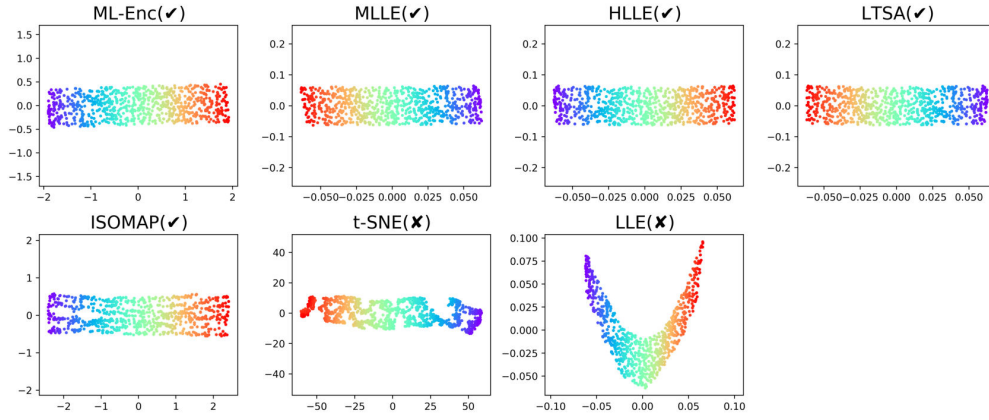 ML-Enc(✔)
MLLE(✔)
HLLE(✔)
LTSA(✔)
1.5
1.0
0.5
0.0
−0.5
−1.0
−1.5
−2 −1 0 1 2
0.2
0.1
0.0
−0.1
−0.2
−0.050 −0.025 0.000 0.025 0.050
0.2
0.1
0.0
−0.1
−0.2
−0.050 −0.025 0.000 0.025 0.050
0.2
0.1
0.0
−0.1
−0.2
−0.050 −0.025 0.000 0.025 0.050
ISOMAP(✔)
t-SNE(✘)
LLE(✘)
2
1
0
−1
−2
−2 −1 0 1 2
40
20
0
−20
−40
−50 −25 0 25 50
0.100
0.075
0.050
0.025
0.000
−0.025
−0.050
−0.10 −0.05 0.00 0.05 0.10